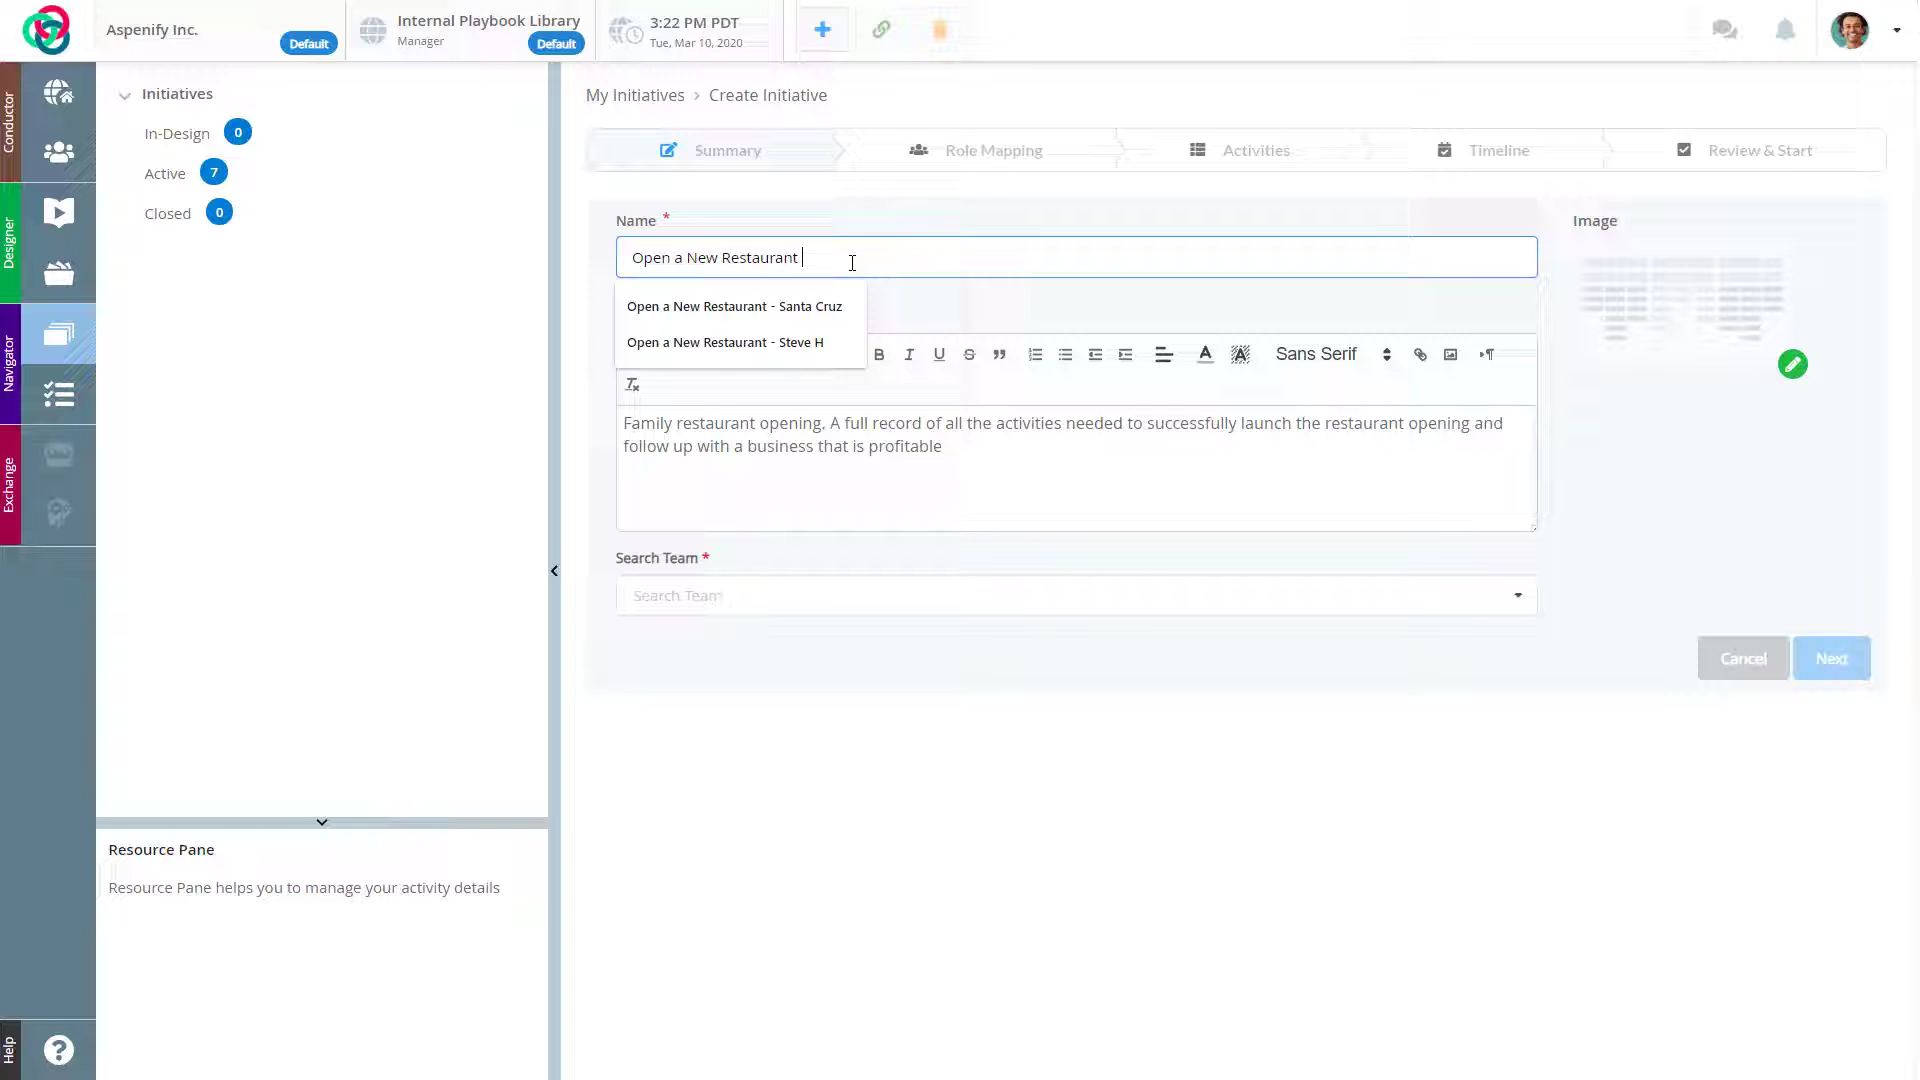 Aspenify Inc.
Default
Internal Playbook Library
Manager
Default
3:22 PM PDT
Tue, Mar 10, 2020
Conductor
Designer
Navigator
Exchange
Help
Initiatives
In-Design 0
Active 7
Closed 0
Resource Pane
Resource Pane helps you to manage your activity details
My Initiatives > Create Initiative
Summary
Role Mapping
Activities
Timeline
Review & Start
Name *
Open a New Restaurant
Open a New Restaurant - Santa Cruz
Open a New Restaurant - Steve H
Sans Serif
Family restaurant opening. A full record of all the activities needed to successfully launch the restaurant opening and
follow up with a business that is profitable
Search Team *
Search Team
Image
Cancel
Next